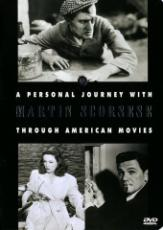 A PERSONAL JOURNEY WITH
MARTIN SCORSESE
THROUGH AMERICAN MOVIES
DVD